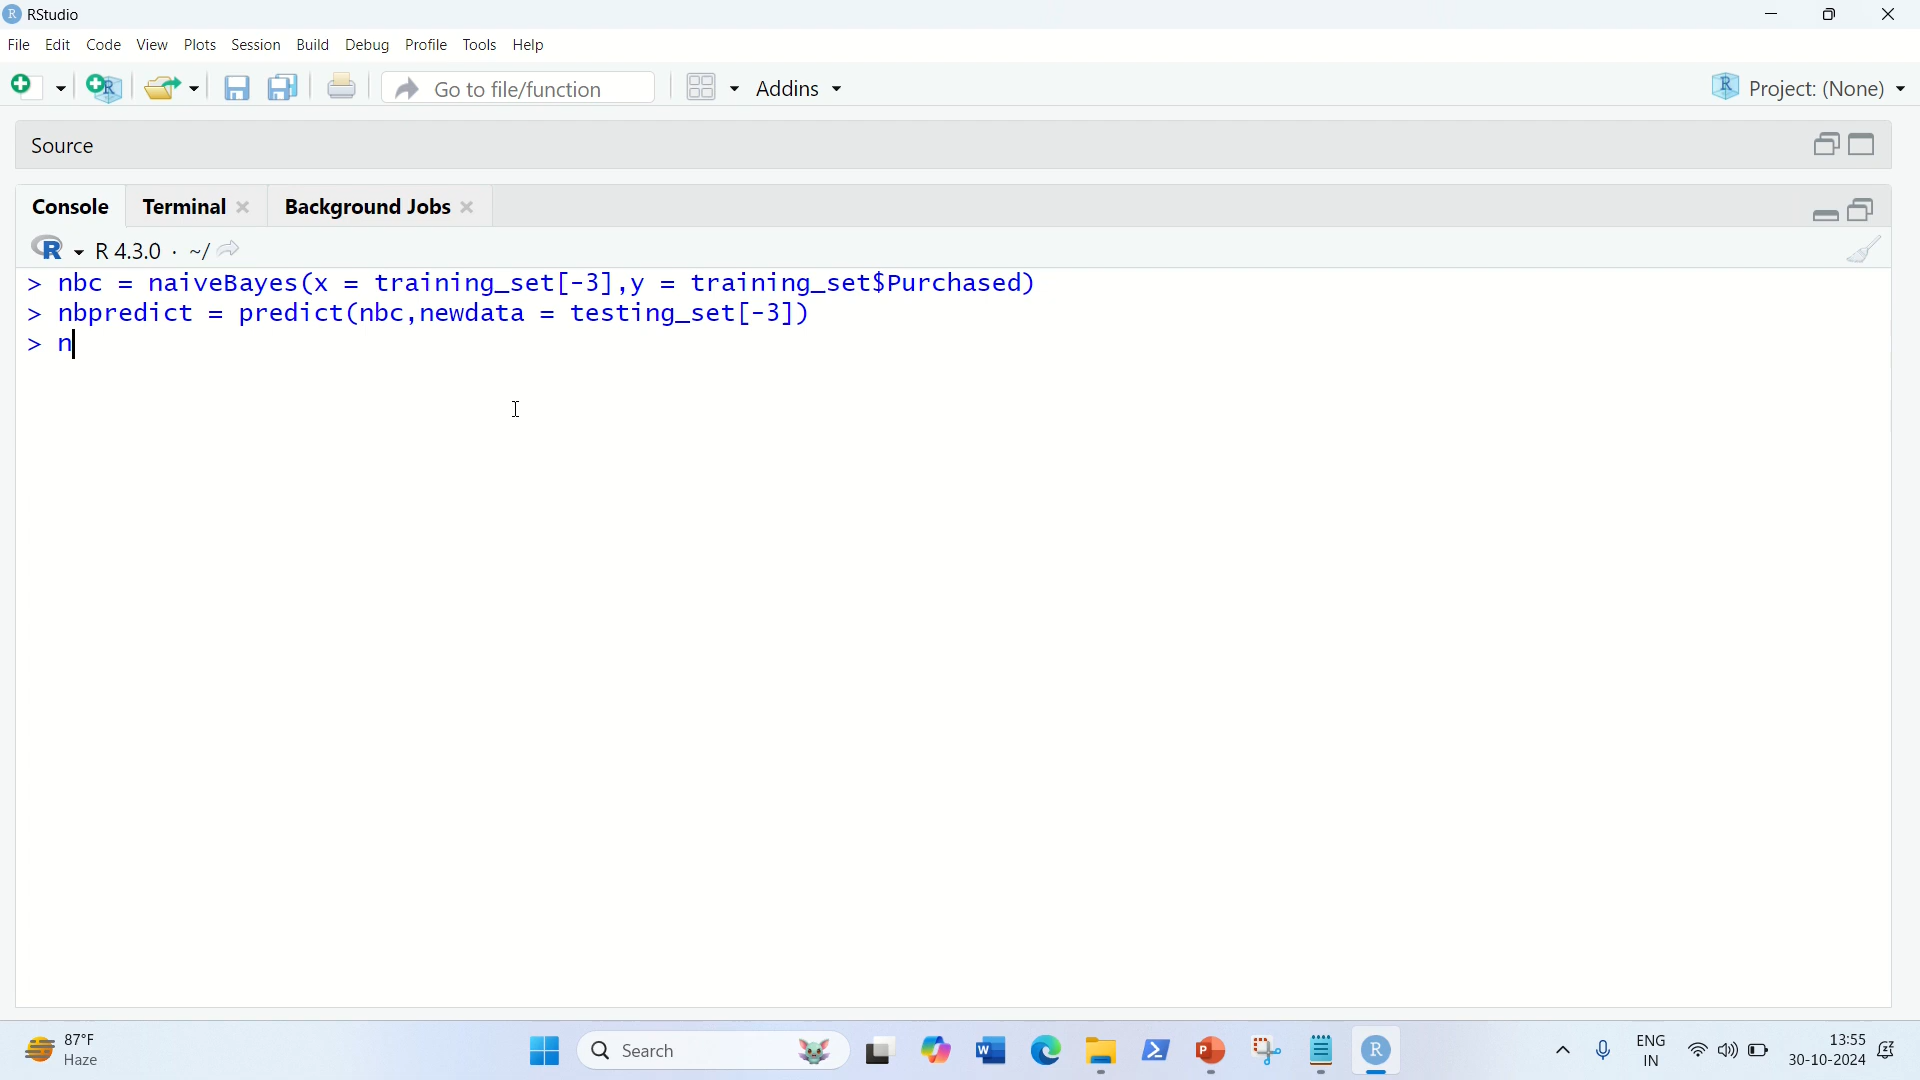 RStudio
File Edit Code View Plots Session Build Debug Profile Tools Help
Go to file/function Addins Project: (None)
Source
Console Terminal Background Jobs
R 4.3.0 · ~/
> nbc = naiveBayes(x = training_set[-3],y = training_set$Purchased)
> nbpredict = predict(nbc,newdata = testing_set[-3])
> n
87°F
Haze
Search
ENG
IN
13:55
30-10-2024